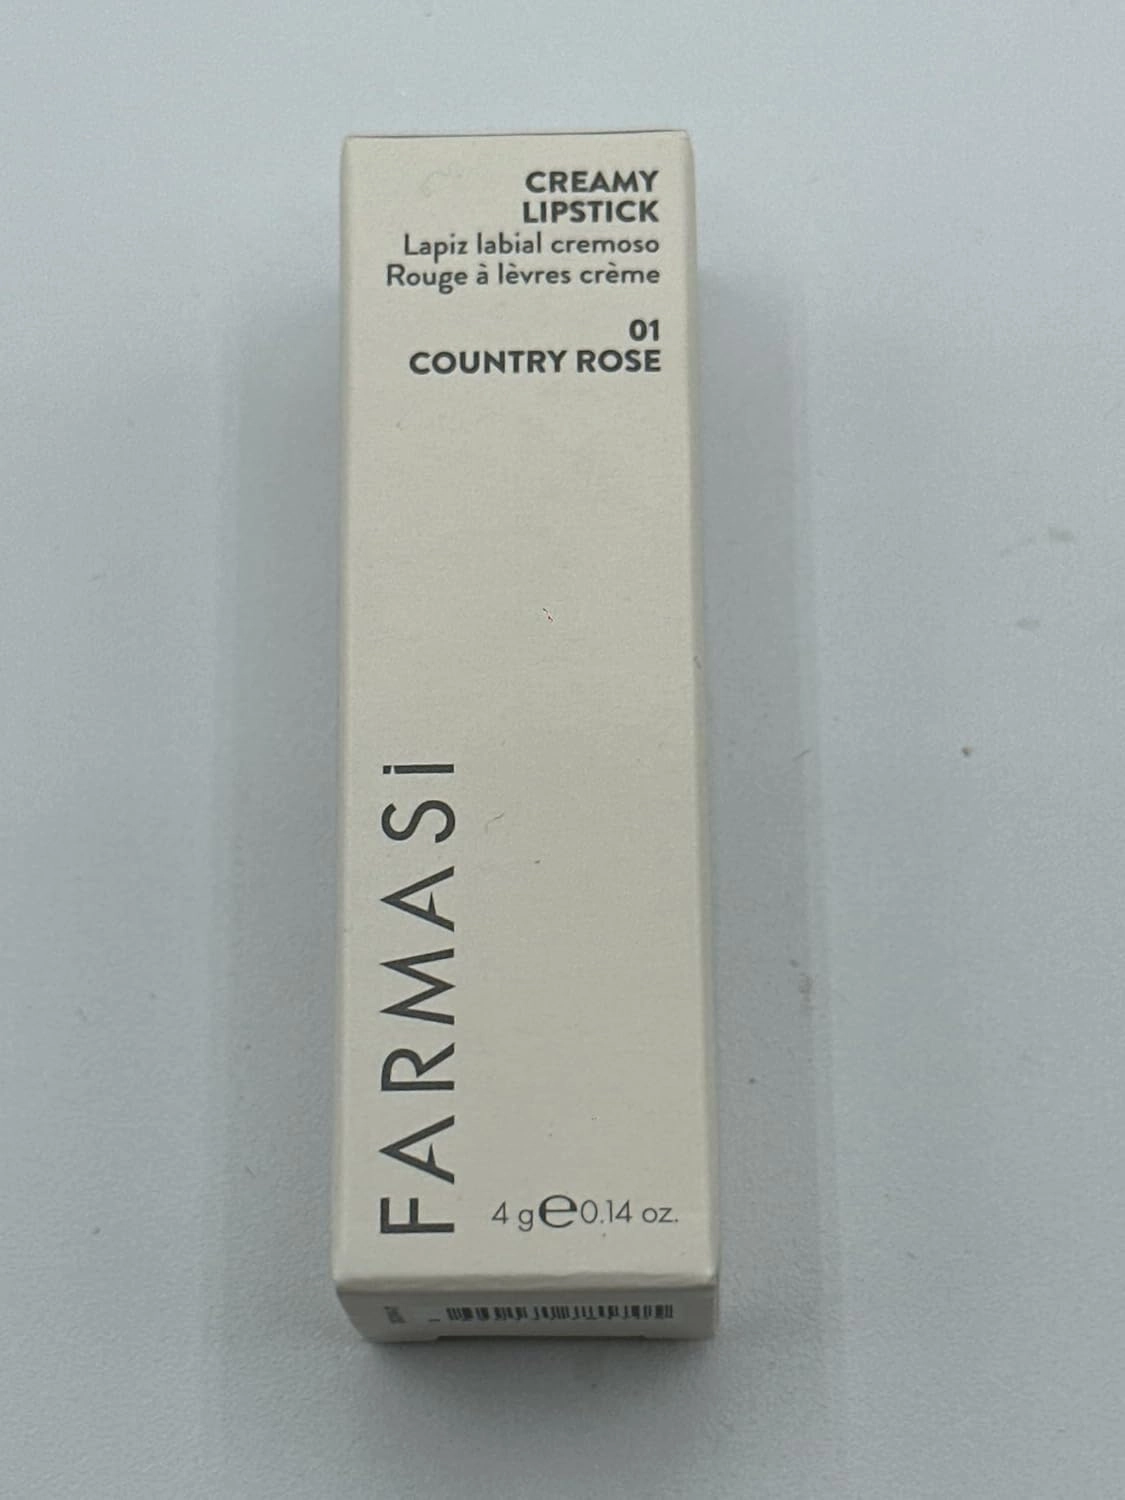 CREAMY
LIPSTICK
Lapiz labial cremoso
Rouge à lèvres crème
01
COUNTRY ROSE
FARMASi
4 g℮0.14 oz.